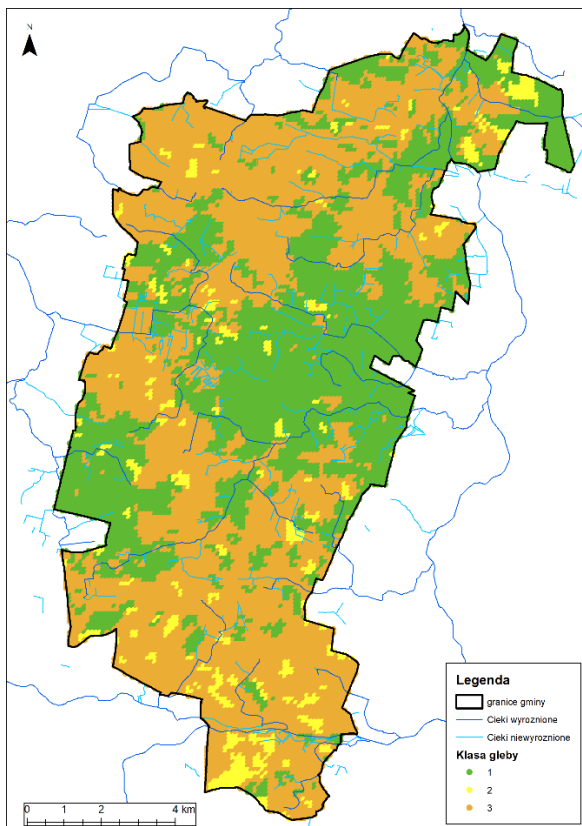 N
Legenda
granice gminy
Cieki wyroznione
Cieki niewyroznione
Klasa gleby
1
2
3
0 1 2 4 km